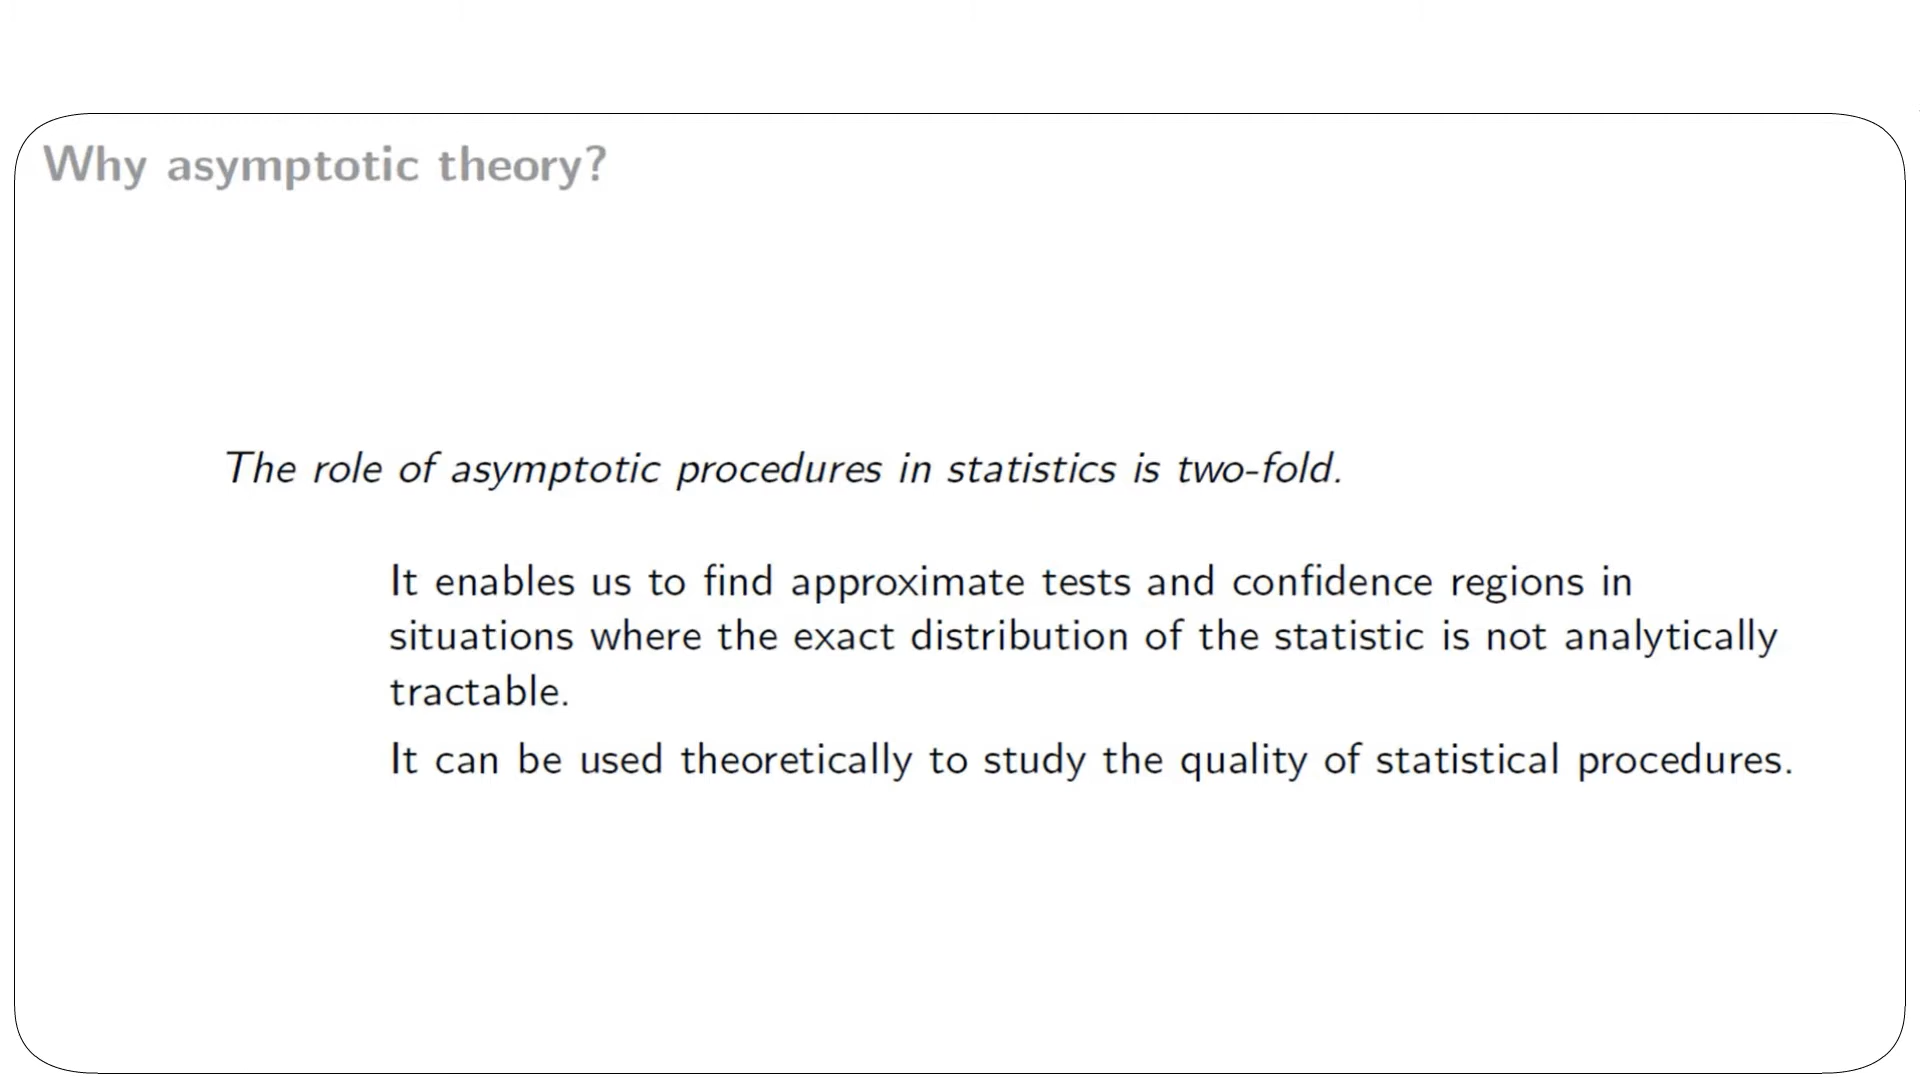 Why asymptotic theory?
The role of asymptotic procedures in statistics is two-fold.
It enables us to find approximate tests and confidence regions in
situations where the exact distribution of the statistic is not analytically
tractable.
It can be used theoretically to study the quality of statistical procedures.